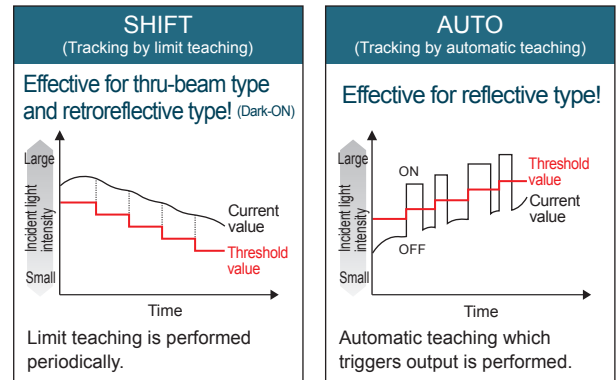 SHIFT
(Tracking by limit teaching)
Effective for thru-beam type
and retroreflective type! (Dark-ON)
Large
Incident light
intensity
Small
Current
value
Threshold
value
Time
Limit teaching is performed
periodically.
AUTO
(Tracking by automatic teaching)
Effective for reflective type!
Large
Incident light
intensity
Small
ON
OFF
Threshold
value
Current
value
Time
Automatic teaching which
triggers output is performed.